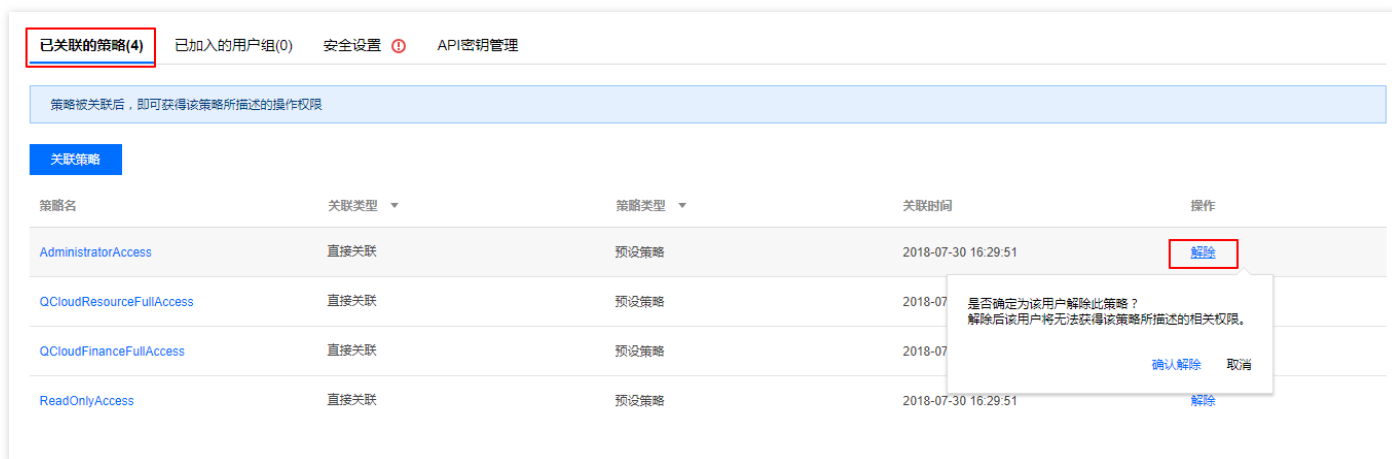 已关联的策略(4) 已加入的用户组(0) 安全设置 API密钥管理
策略被关联后，即可获得该策略所描述的操作权限
关联策略
策略名 关联类型 策略类型 关联时间 操作
AdministratorAccess 直接关联 预设策略 2018-07-30 16:29:51 解除
QCloudResourceFullAccess 直接关联 预设策略 2018-07
是否确定为该用户解除此策略？
解除后该用户将无法获得该策略所描述的相关权限。
QCloudFinanceFullAccess 直接关联 预设策略 2018-07
确认解除 取消
ReadOnlyAccess 直接关联 预设策略 2018-07-30 16:29:51 解除